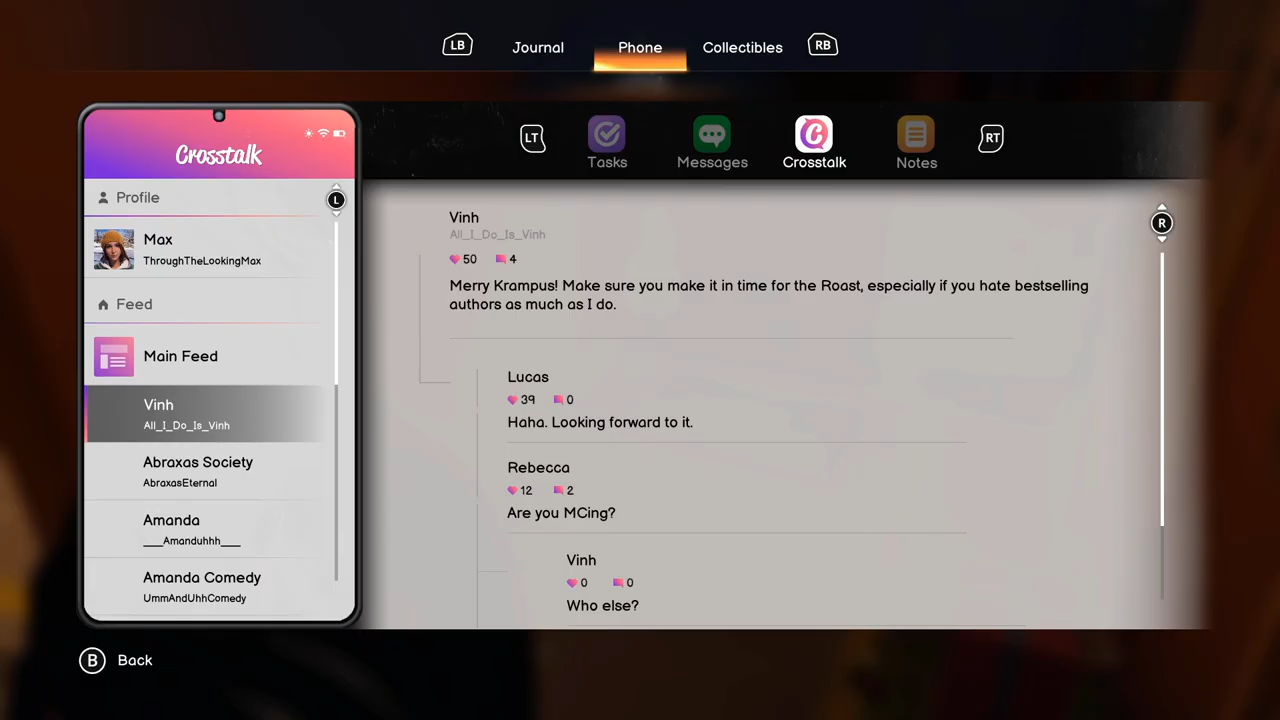 LB
Journal
Phone
Collectibles
RB
Crosstalk
Profile
L
Max
ThroughTheLookingMax
Feed
Main Feed
Vinh
All_I_Do_Is_Vinh
Abraxas Society
AbraxasEternal
Amanda
___Amanduhhh___
Amanda Comedy
UmmAndUhhComedy
LT
Tasks
Messages
C
Crosstalk
Notes
RT
R
Vinh
All_I_Do_Is_Vinh
50 4
Merry Krampus! Make sure you make it in time for the Roast, especially if you hate bestselling
authors as much as I do.
Lucas
39 0
Haha. Looking forward to it.
Rebecca
12 2
Are you MCing?
Vinh
0 0
Who else?
B Back